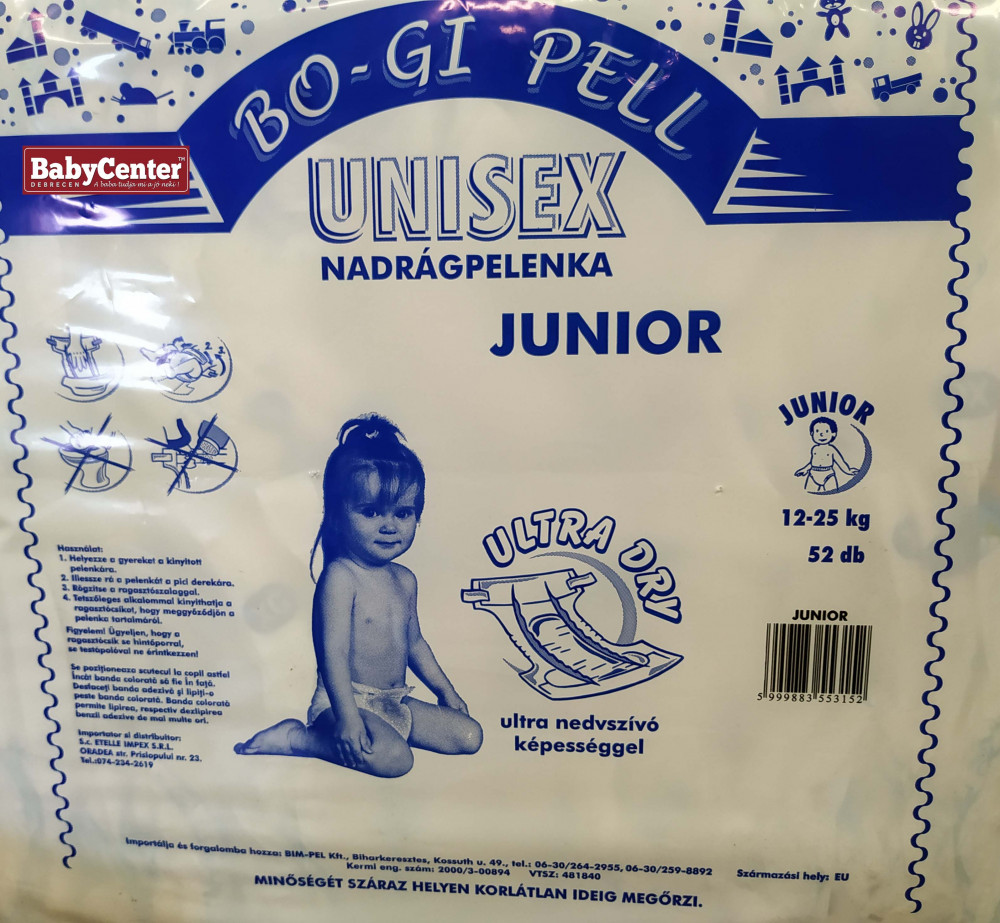 BO-GI PELL
BabyCenter™
DEBRECEN A baba tudja mi a jó neki!
UNISEX
NADRÁGPELENKA
JUNIOR
JUNIOR
12-25 kg
52 db
ULTRA DRY
ultra nedvszívó
képességgel
JUNIOR
5 999883 553152
Használat:
1. Helyezze a gyereket a kinyitott
pelenkára.
2. Illessze rá a pelenkát a pici derekára.
3. Rögzítse a ragasztószalaggal.
4. Tetszőleges alkalommal kinyithatja a
ragasztócsíkot, hogy meggyőződjön a
pelenka tartalmáról.
Figyelem! Ügyeljen, hogy a
ragasztócsík se hintőporral,
se testápolóval ne érintkezzen!
Se poziționeaza scutecul la copil astfel
încât banda colorată să fie în față.
Desfaceți banda adezivă și lipiți-o
peste banda colorată. Banda colorată
permite lipirea, respectiv dezlipirea
benzii adezive de mai multe ori.
Importator si distribuitor:
S.c. ETELLE IMPEX S.R.L.
ORADEA str. Prislopului nr. 23.
Tel.:074-234-2619
Importálja és forgalomba hozza: BIM-PEL Kft., Biharkeresztes, Kossuth u. 49., tel.: 06-30/264-2955, 06-30/259-8892
Kermi eng. szám: 2000/3-00894 VTSZ: 481840
Származási hely: EU
MINŐSÉGÉT SZÁRAZ HELYEN KORLÁTLAN IDEIG MEGŐRZI.